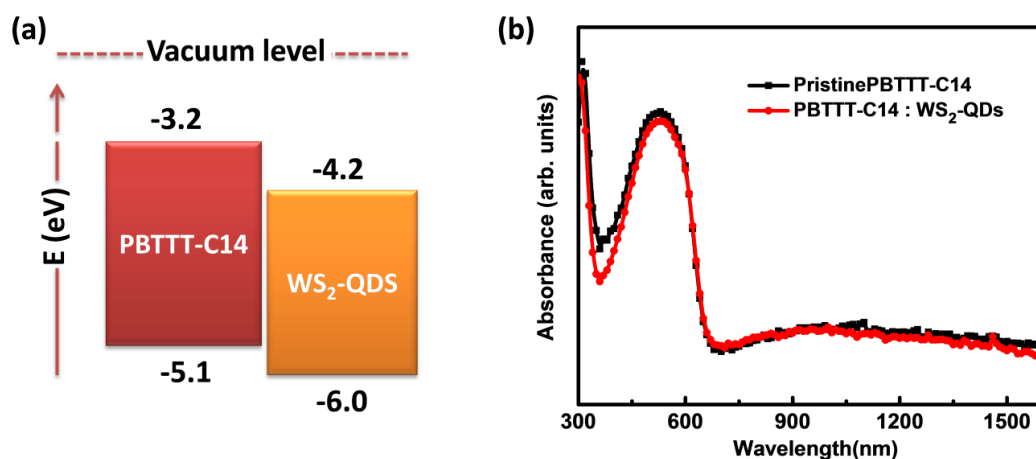 (a)
Vacuum level
E (eV)
-3.2
-4.2
PBTTT-C14
WS₂-QDS
-5.1
-6.0
(b)
PristinePBTTT-C14
PBTTT-C14 : WS₂-QDs
Absorbance (arb. units)
300 600 900 1200 1500
Wavelength(nm)